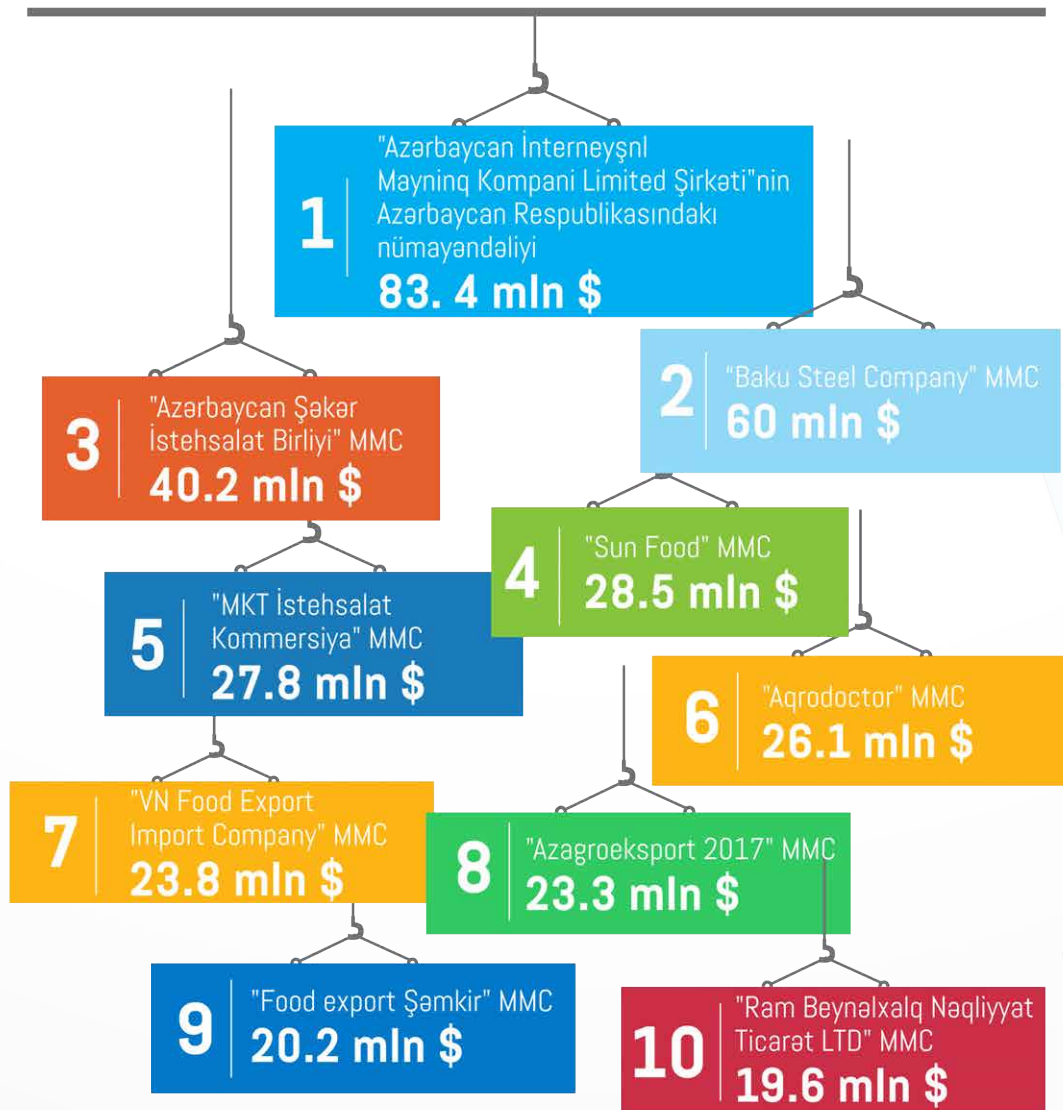 1
"Azərbaycan İnterneyşnl
Mayninq Kompani Limited Şirkəti"nin
Azərbaycan Respublikasındakı
nümayəndəliyi
83. 4 mln $
2
"Baku Steel Company" MMC
60 mln $
3
"Azərbaycan Şəkər
İstehsalat Birliyi" MMC
40.2 mln $
4
"Sun Food" MMC
28.5 mln $
5
"MKT İstehsalat
Kommersiya" MMC
27.8 mln $
6
"Aqrodoctor" MMC
26.1 mln $
7
"VN Food Export
Import Company" MMC
23.8 mln $
8
"Azagroeksport 2017" MMC
23.3 mln $
9
"Food export Şəmkir" MMC
20.2 mln $
10
"Ram Beynəlxalq Nəqliyyat
Ticarət LTD" MMC
19.6 mln $